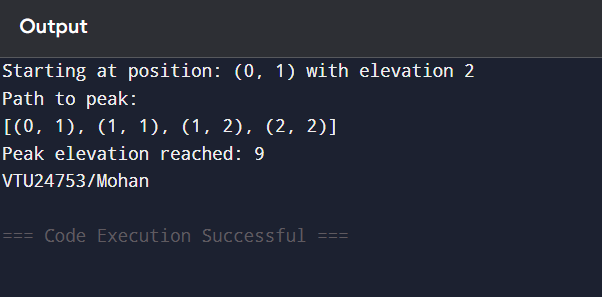 Output
Starting at position: (0, 1) with elevation 2
Path to peak:
[(0, 1), (1, 1), (1, 2), (2, 2)]
Peak elevation reached: 9
VTU24753/Mohan
=== Code Execution Successful ===